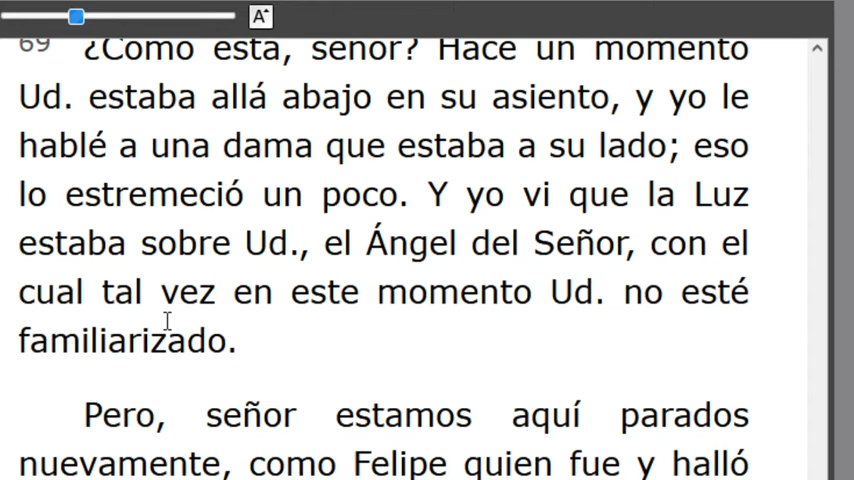 A
69 ¿Cómo está, señor? Hace un momento
Ud. estaba allá abajo en su asiento, y yo le
hablé a una dama que estaba a su lado; eso
lo estremeció un poco. Y yo vi que la Luz
estaba sobre Ud., el Ángel del Señor, con el
cual tal vez en este momento Ud. no esté
familiarizado.
Pero, señor estamos aquí parados
nuevamente, como Felipe quien fue y halló